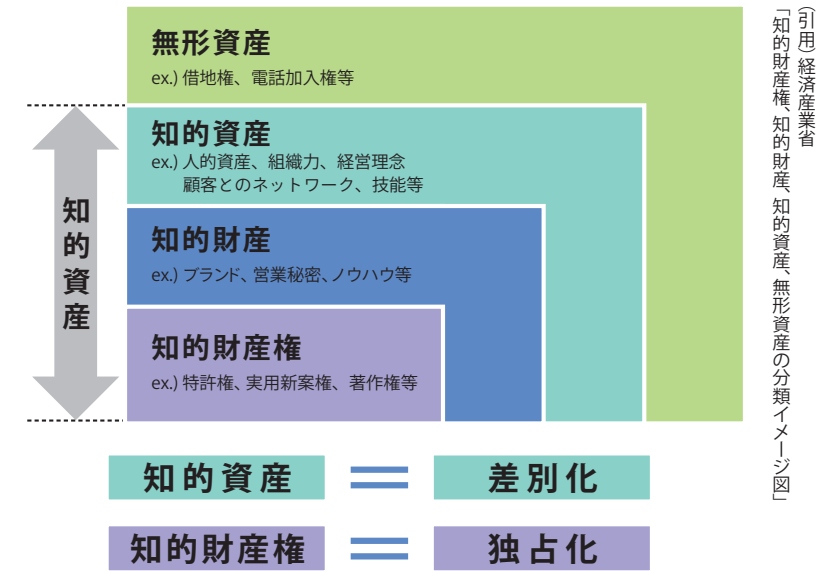 無形資産
ex.) 借地権、電話加入権等
知的資産
ex.) 人的資産、組織力、経営理念
顧客とのネットワーク、技能等
知的財産
ex.) ブランド、営業秘密、ノウハウ等
知的財産権
ex.) 特許権、実用新案権、著作権等
知的資産
知的資産 = 差別化
知的財産権 = 独占化
(引用)経済産業省
「知的財産権、知的財産、知的資産、無形資産の分類イメージ図」